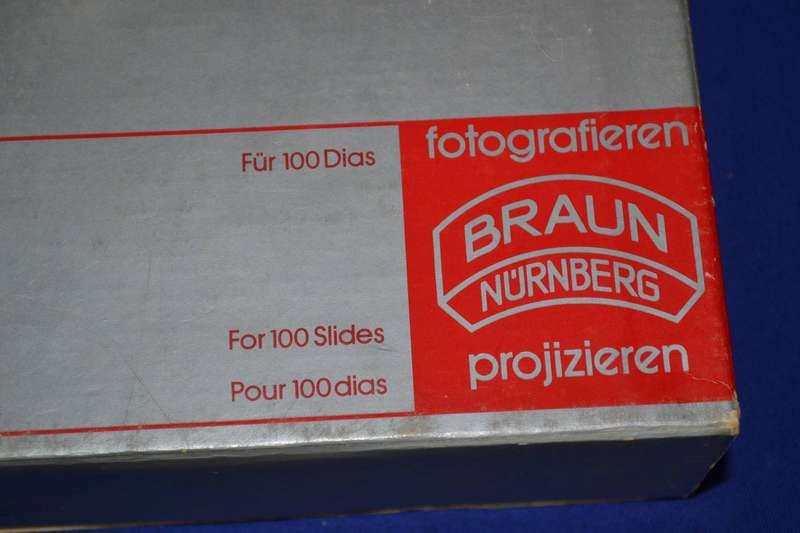 Für 100 Dias
For 100 Slides
Pour 100 dias
fotografieren
BRAUN
NÜRNBERG
projizieren